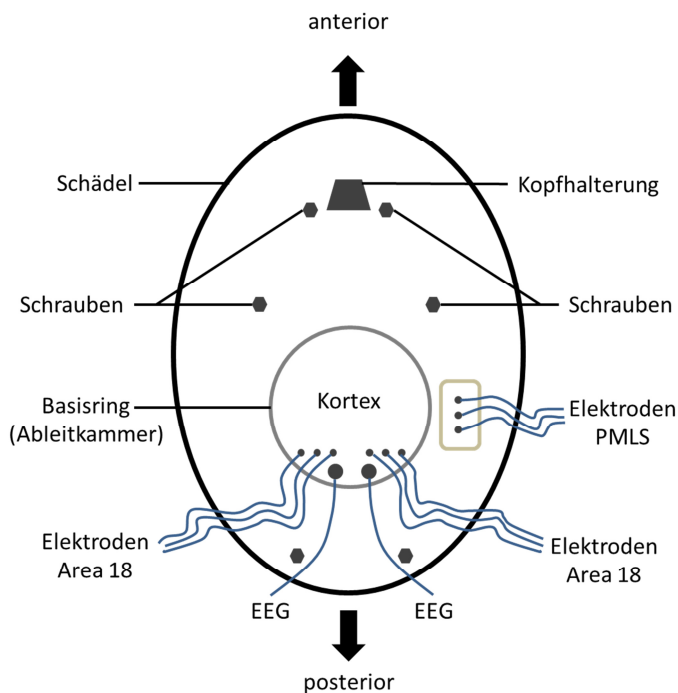 anterior
Schädel
Kopfhalterung
Schrauben
Schrauben
Basisring
(Ableitkammer)
Kortex
Elektroden
PMLS
Elektroden
Area 18
Elektroden
Area 18
EEG
EEG
posterior